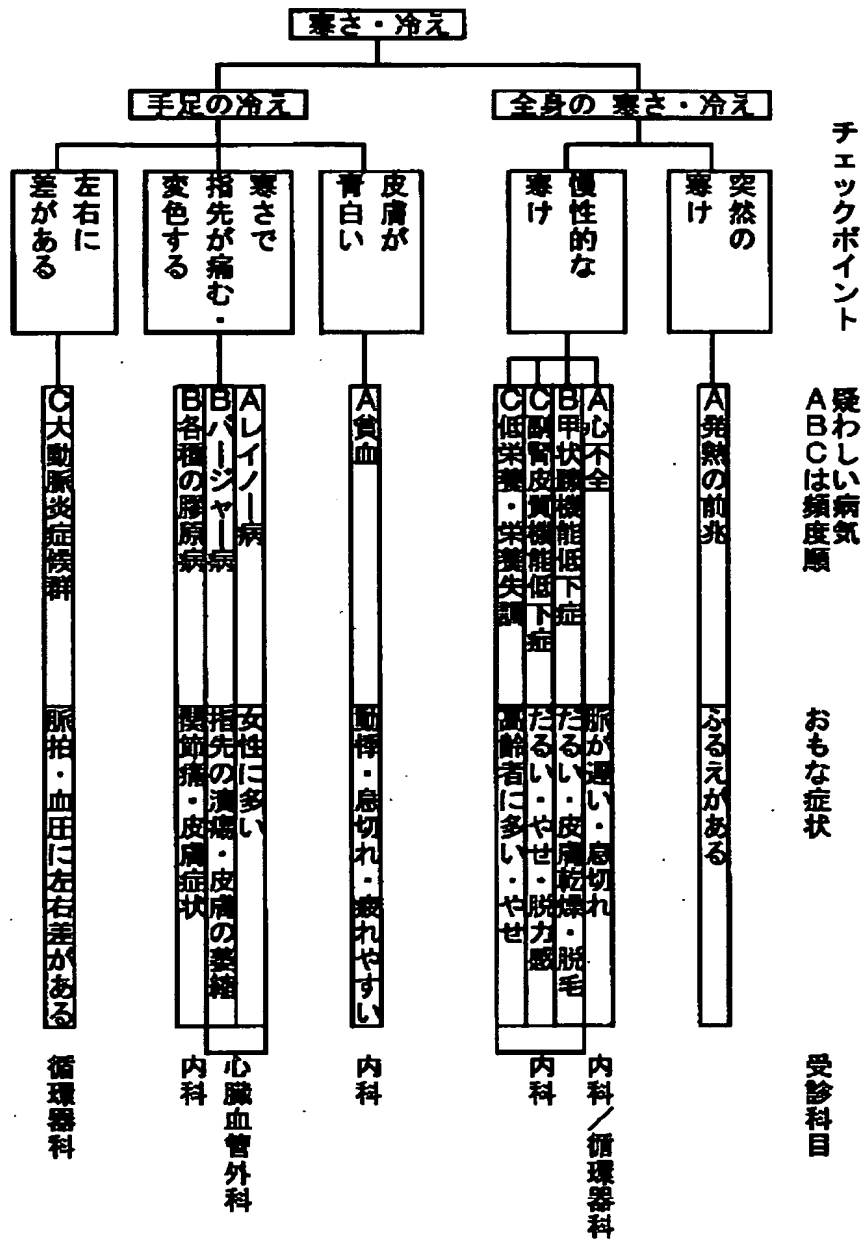 寒さ・冷え
全身の 寒さ・冷え
手足の冷え
チェックポイント
突然の
寒け
慢性的な
寒け
皮膚が
青白い
寒さで
指先が痛む・
変色する
左右に
差がある
疑わしい病気
ABCは頻度順
A発熱の前兆
A心不全
B甲状腺機能低下症
C副腎皮質機能低下症
C低栄養・栄養失調
A貧血
Aレイノー病
Bバージャー病
B各種の膠原病
C大動脈炎症候群
おもな症状
ふるえがある
脈が遅い・息切れ
だるい・皮膚乾燥・脱毛
だるい・やせ・脱力感
高齢者に多い・やせ
動悸・息切れ・疲れやすい
女性に多い
指先の潰瘍・皮膚の萎縮
関節痛・皮膚症状
脈拍・血圧に左右差がある
受診科目
内科/循環器科
内科
内科
心臓血管外科
内科
循環器科